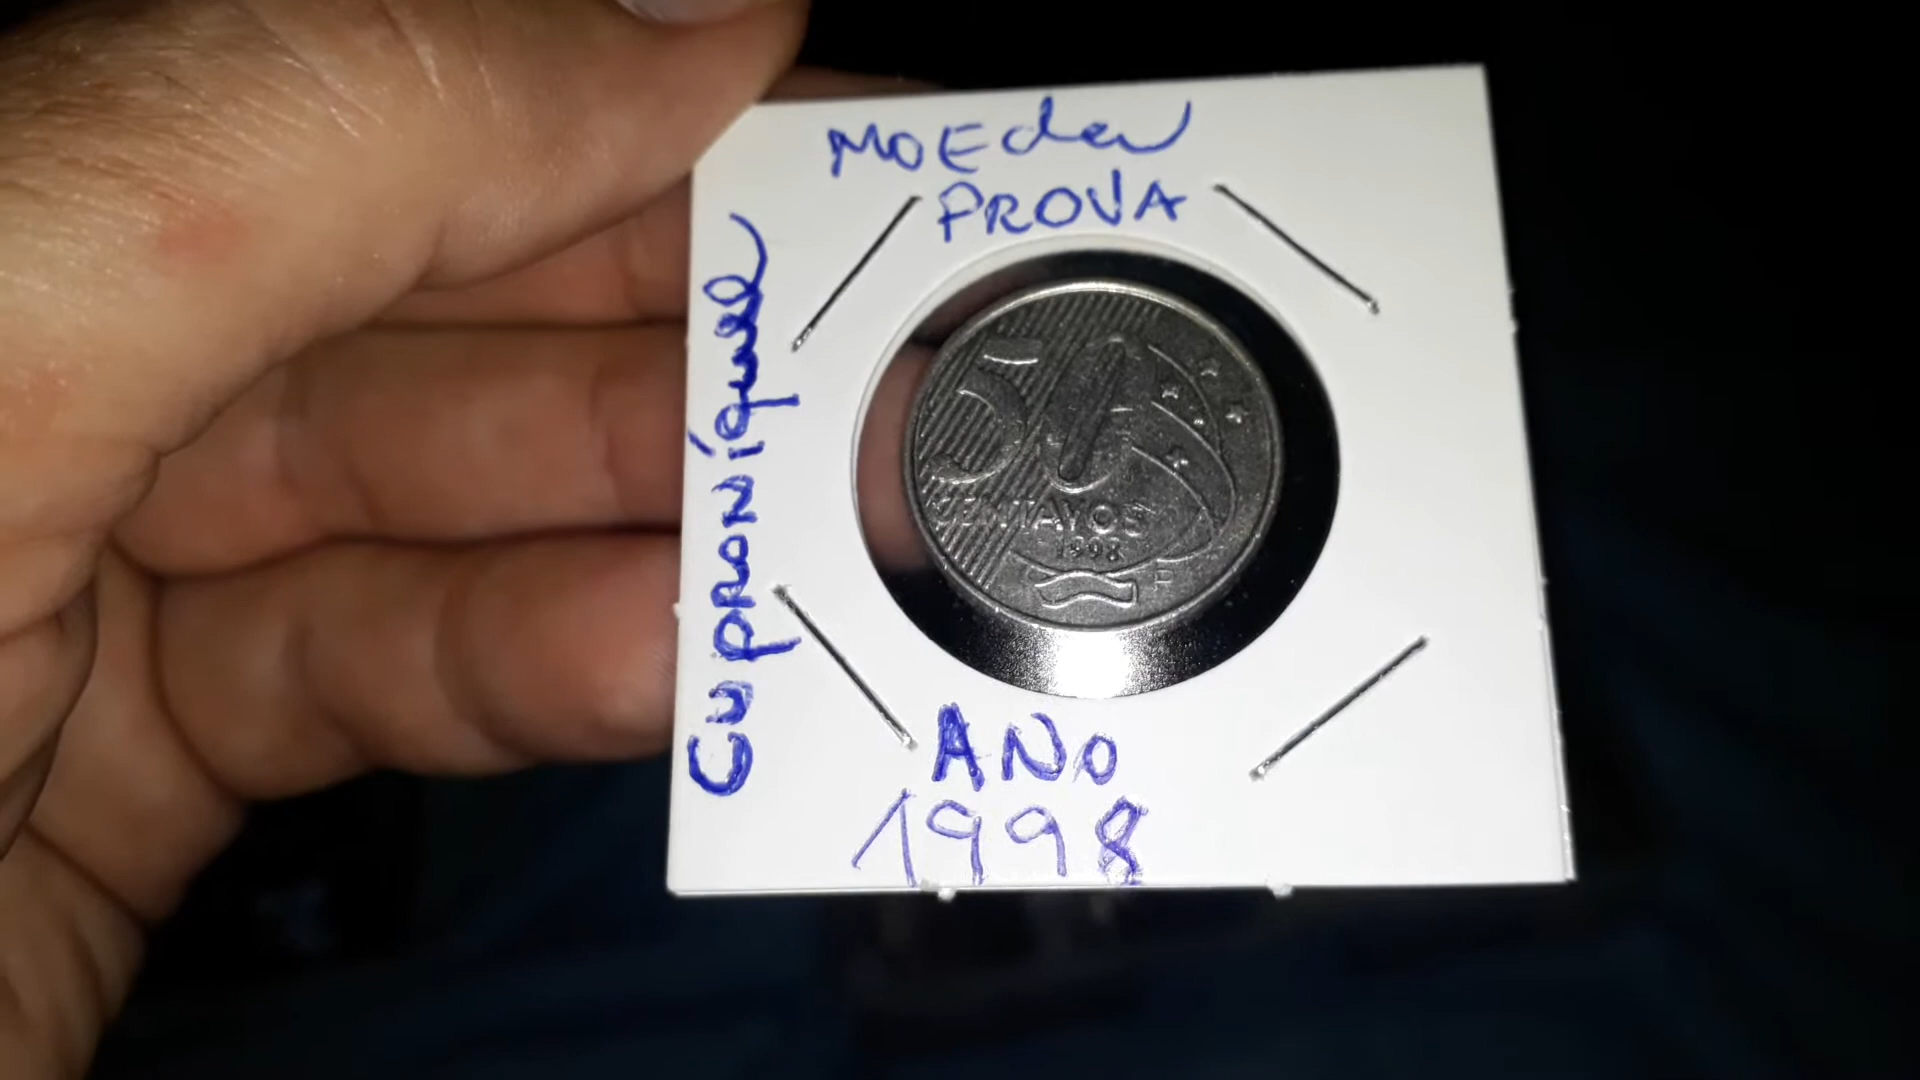 MOEda
PROVA
Cuproníquel
50
CENTAVOS
1998
P
ANO
1998